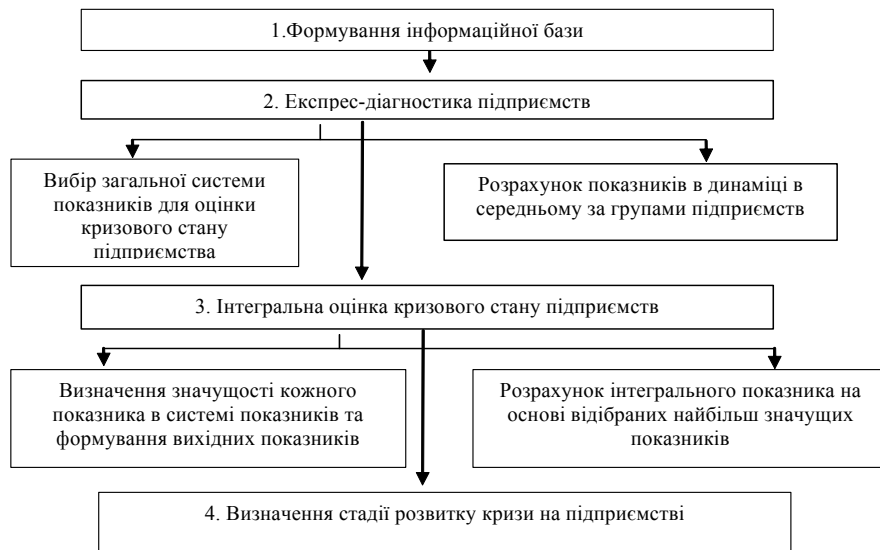 1.Формування інформаційної бази
2. Експрес-діагностика підприємств
Вибір загальної системи
показників для оцінки
кризового стану
підприємства
Розрахунок показників в динаміці в
середньому за групами підприємств
3. Інтегральна оцінка кризового стану підприємств
Визначення значущості кожного
показника в системі показників та
формування вихідних показників
Розрахунок інтегрального показника на
основі відібраних найбільш значущих
показників
4. Визначення стадії розвитку кризи на підприємстві